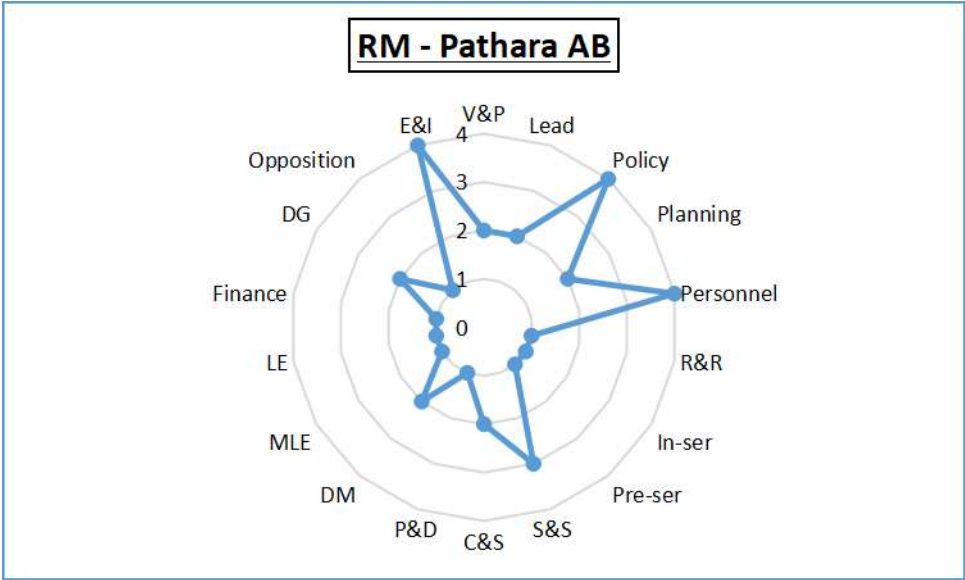 RM - Pathara AB
V&P
Lead
Policy
Planning
Personnel
R&R
In-ser
Pre-ser
S&S
C&S
P&D
DM
MLE
LE
Finance
DG
Opposition
E&I
4
3
2
1
0